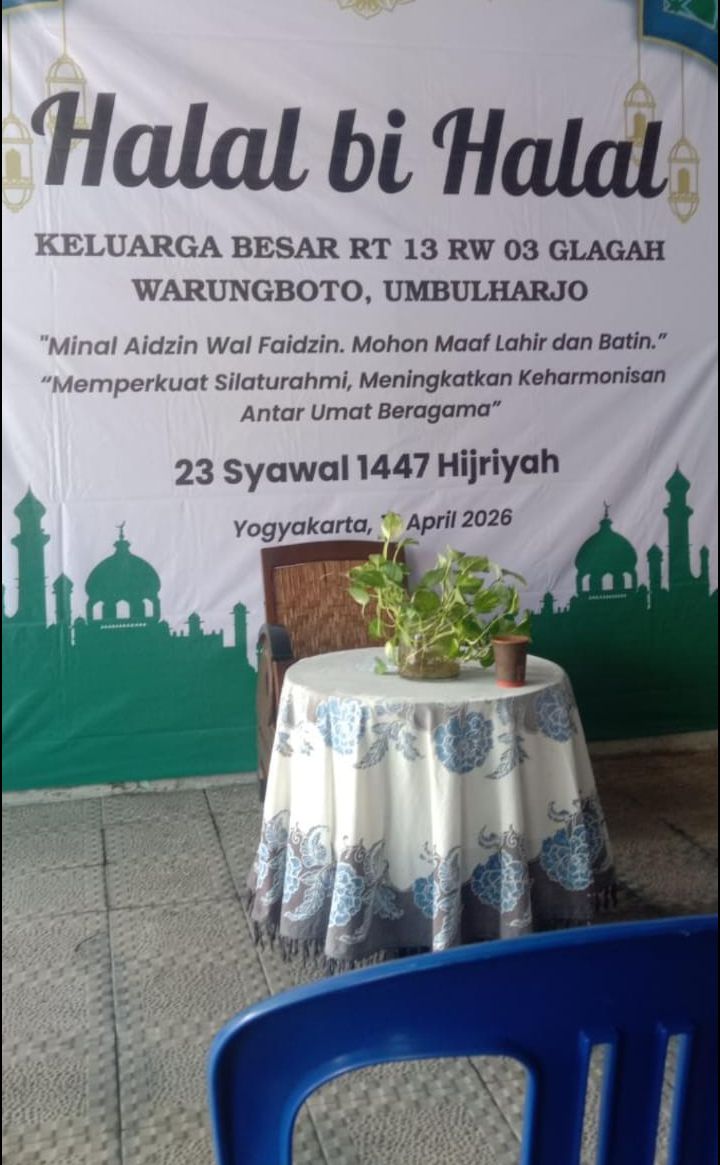 Halal bi Halal
KELUARGA BESAR RT 13 RW 03 GLAGAH
WARUNGBOTO, UMBULHARJO
"Minal Aidzin Wal Faidzin. Mohon Maaf Lahir dan Batin.”
“Memperkuat Silaturahmi, Meningkatkan Keharmonisan
Antar Umat Beragama”
23 Syawal 1447 Hijriyah
Yogyakarta, April 2026